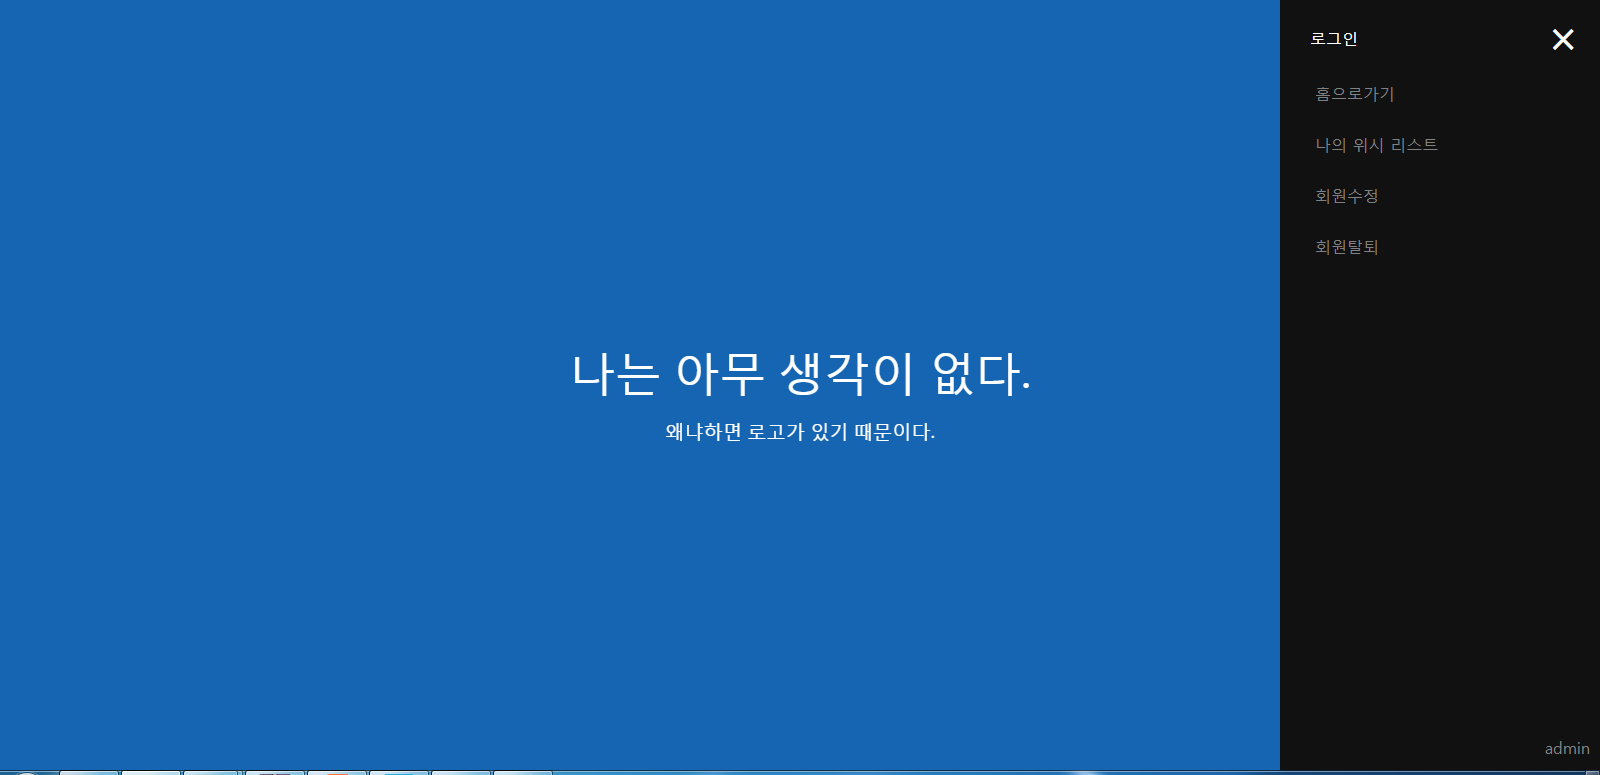 로그인
홈으로가기
나의 위시 리스트
회원수정
회원탈퇴
나는 아무 생각이 없다.
왜냐하면 로고가 있기 때문이다.
admin